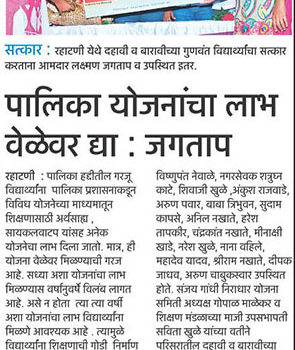 सत्कार : रहाटणी येथे दहावी व बारावीच्या गुणवंत विद्यार्थ्यांचा सत्कार
करताना आमदार लक्ष्मण जगताप व उपस्थित इतर.
पालिका योजनांचा लाभ
वेळेवर द्या : जगताप
रहाटणी : पालिका हद्दीतील गरजू
विद्यार्थ्यांना पालिका प्रशासनाकडून
विविध योजनेच्या माध्यमातून
शिक्षणासाठी अर्थसाह्य ,
सायकलवाटप यांसह अनेक
योजनेचा लाभ दिला जातो. मात्र, ही
योजना वेळेवर मिळण्याची गरज
आहे. सध्या अशा योजनांचा लाभ
मिळण्यास वर्षानुवर्षे विलंब लागत
आहे. असे न होता त्या त्या वर्षी
अशा योजनांचा लाभ विद्यार्थ्यांना
मिळणे आवश्यक आहे . त्यामुळे
विद्यार्थ्यांना शिक्षणाची गोडी निर्माण
विष्णुपंत नेवाळे, नगरसेवक शत्रुघ्न
काटे, शिवाजी खुळे ,अंकुश राजवाडे,
अरुण पवार, बाबा त्रिभुवन, सुदाम
कापसे, अनिल नखाते, हरेश
तापकीर, चंद्रकांत नखाते, मीनाक्षी
खाडे, नरेश खुळे, नाना वहिले,
महादेव यादव, श्रीराम नखाते, दीपक
जाधव, अरुण चाबुकस्वार उपस्थित
होते. संजय गांधी निराधार योजना
समिती अध्यक्ष गोपाळ माळेकर व
शिक्षण मंडळाच्या माजी उपसभापती
सविता खुळे यांच्या वतीने
परिसरातील दहावी व बारावीच्या